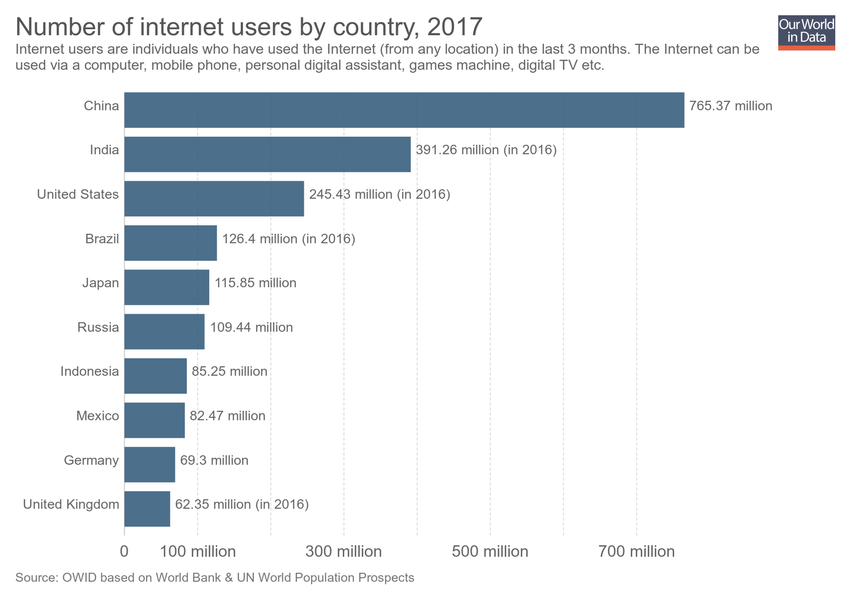 Number of internet users by country, 2017
Our World
in Data
Internet users are individuals who have used the Internet (from any location) in the last 3 months. The Internet can be
used via a computer, mobile phone, personal digital assistant, games machine, digital TV etc.
China 765.37 million
India 391.26 million (in 2016)
United States 245.43 million (in 2016)
Brazil 126.4 million (in 2016)
Japan 115.85 million
Russia 109.44 million
Indonesia 85.25 million
Mexico 82.47 million
Germany 69.3 million
United Kingdom 62.35 million (in 2016)
0 100 million 300 million 500 million 700 million
Source: OWID based on World Bank & UN World Population Prospects